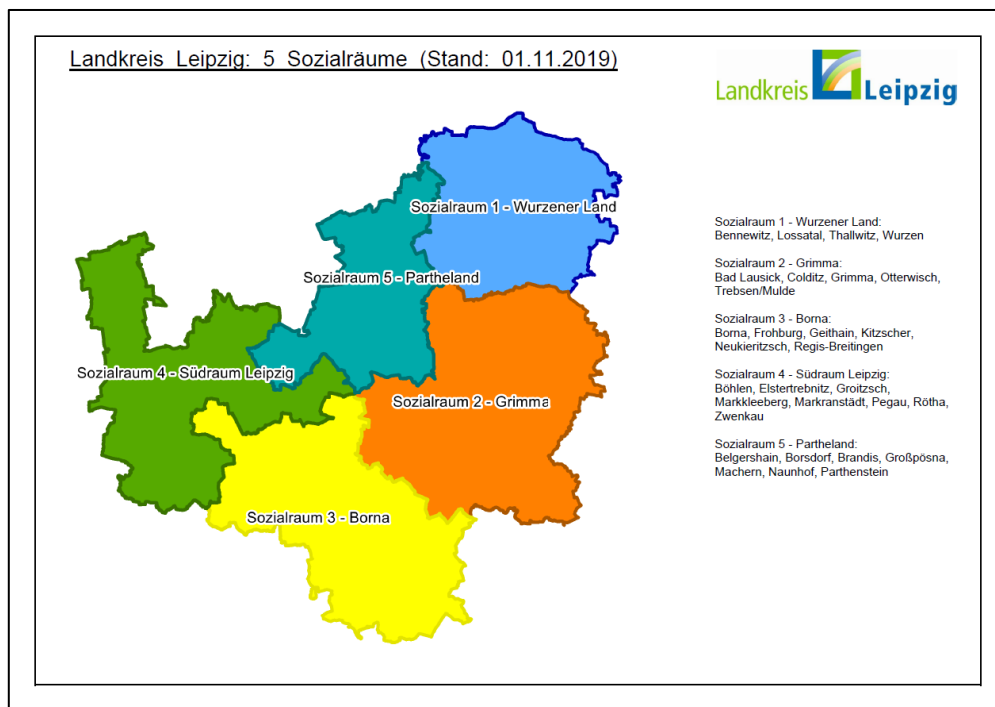 Landkreis Leipzig: 5 Sozialräume (Stand: 01.11.2019)
Landkreis Leipzig
Sozialraum 1 - Wurzener Land
Sozialraum 5 - Partheland
Sozialraum 4 - Südraum Leipzig
Sozialraum 2 - Grimma
Sozialraum 3 - Borna
Sozialraum 1 - Wurzener Land:
Bennewitz, Lossatal, Thallwitz, Wurzen
Sozialraum 2 - Grimma:
Bad Lausick, Colditz, Grimma, Otterwisch,
Trebsen/Mulde
Sozialraum 3 - Borna:
Borna, Frohburg, Geithain, Kitzscher,
Neukieritzsch, Regis-Breitingen
Sozialraum 4 - Südraum Leipzig:
Böhlen, Elstertrebnitz, Groitzsch,
Markkleeberg, Markranstädt, Pegau, Rötha,
Zwenkau
Sozialraum 5 - Partheland:
Belgershain, Borsdorf, Brandis, Großpösna,
Machern, Naunhof, Parthenstein